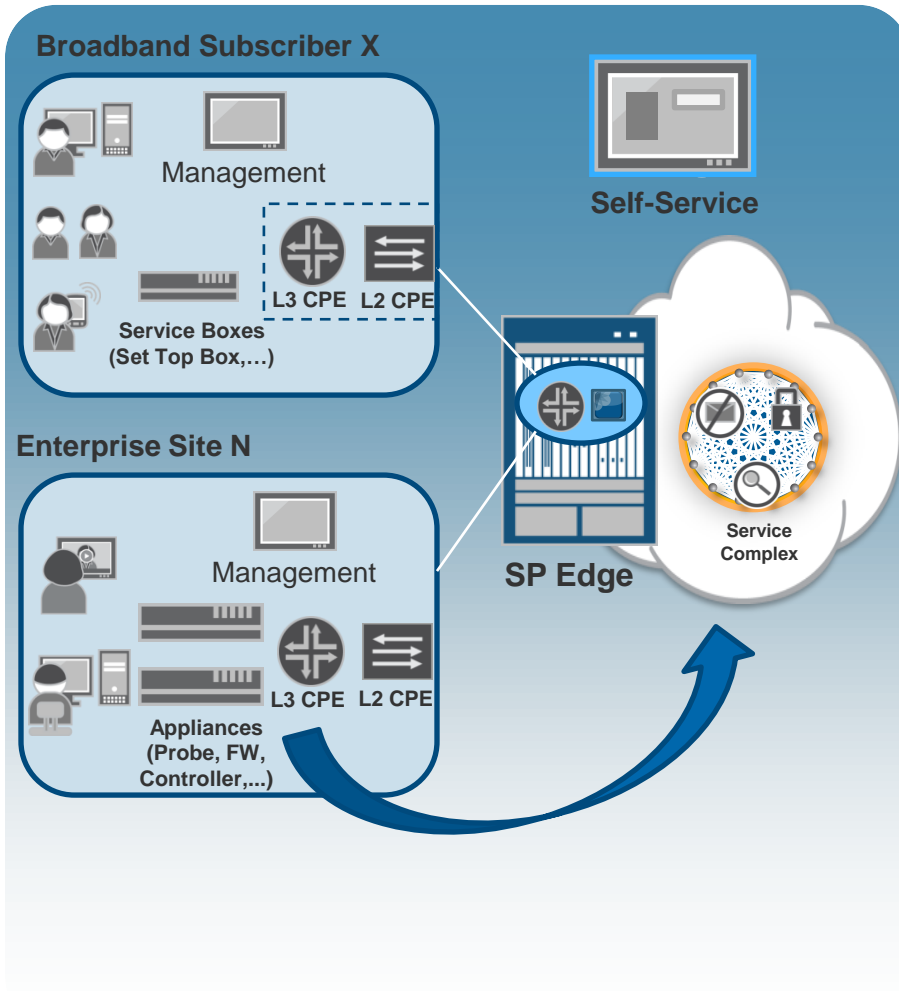 Broadband Subscriber X
Management
L3 CPE
L2 CPE
Service Boxes
(Set Top Box,…)
Self-Service
Enterprise Site N
Management
L3 CPE
L2 CPE
Appliances
(Probe, FW,
Controller,...)
SP Edge
Service
Complex